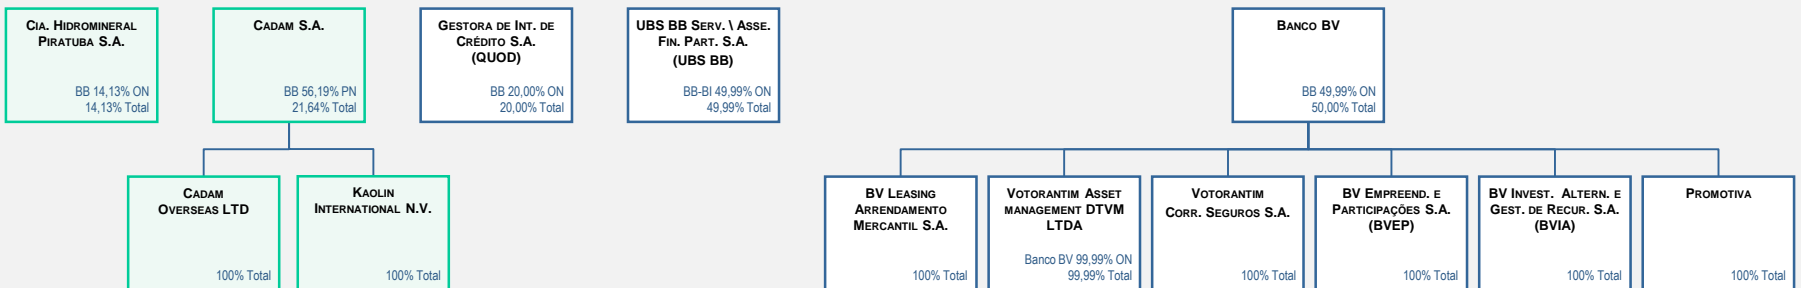 Cia. Hidromineral
Piratuba S.A.
BB 14,13% ON
14,13% Total
Cadam S.A.
BB 56,19% PN
21,64% Total
Gestora de Int. de
Crédito S.A.
(QUOD)
BB 20,00% ON
20,00% Total
UBS BB Serv. \ Asse.
Fin. Part. S.A.
(UBS BB)
BB-BI 49,99% ON
49,99% Total
Banco BV
BB 49,99% ON
50,00% Total
Cadam
Overseas LTD
100% Total
Kaolin
International N.V.
100% Total
BV Leasing
Arrendamento
Mercantil S.A.
100% Total
Votorantim Asset
management DTVM
LTDA
Banco BV 99,99% ON
99,99% Total
Votorantim
Corr. Seguros S.A.
100% Total
BV Empreend. e
Participações S.A.
(BVEP)
100% Total
BV Invest. Altern. e
Gest. de Recur. S.A.
(BVIA)
100% Total
Promotiva
100% Total